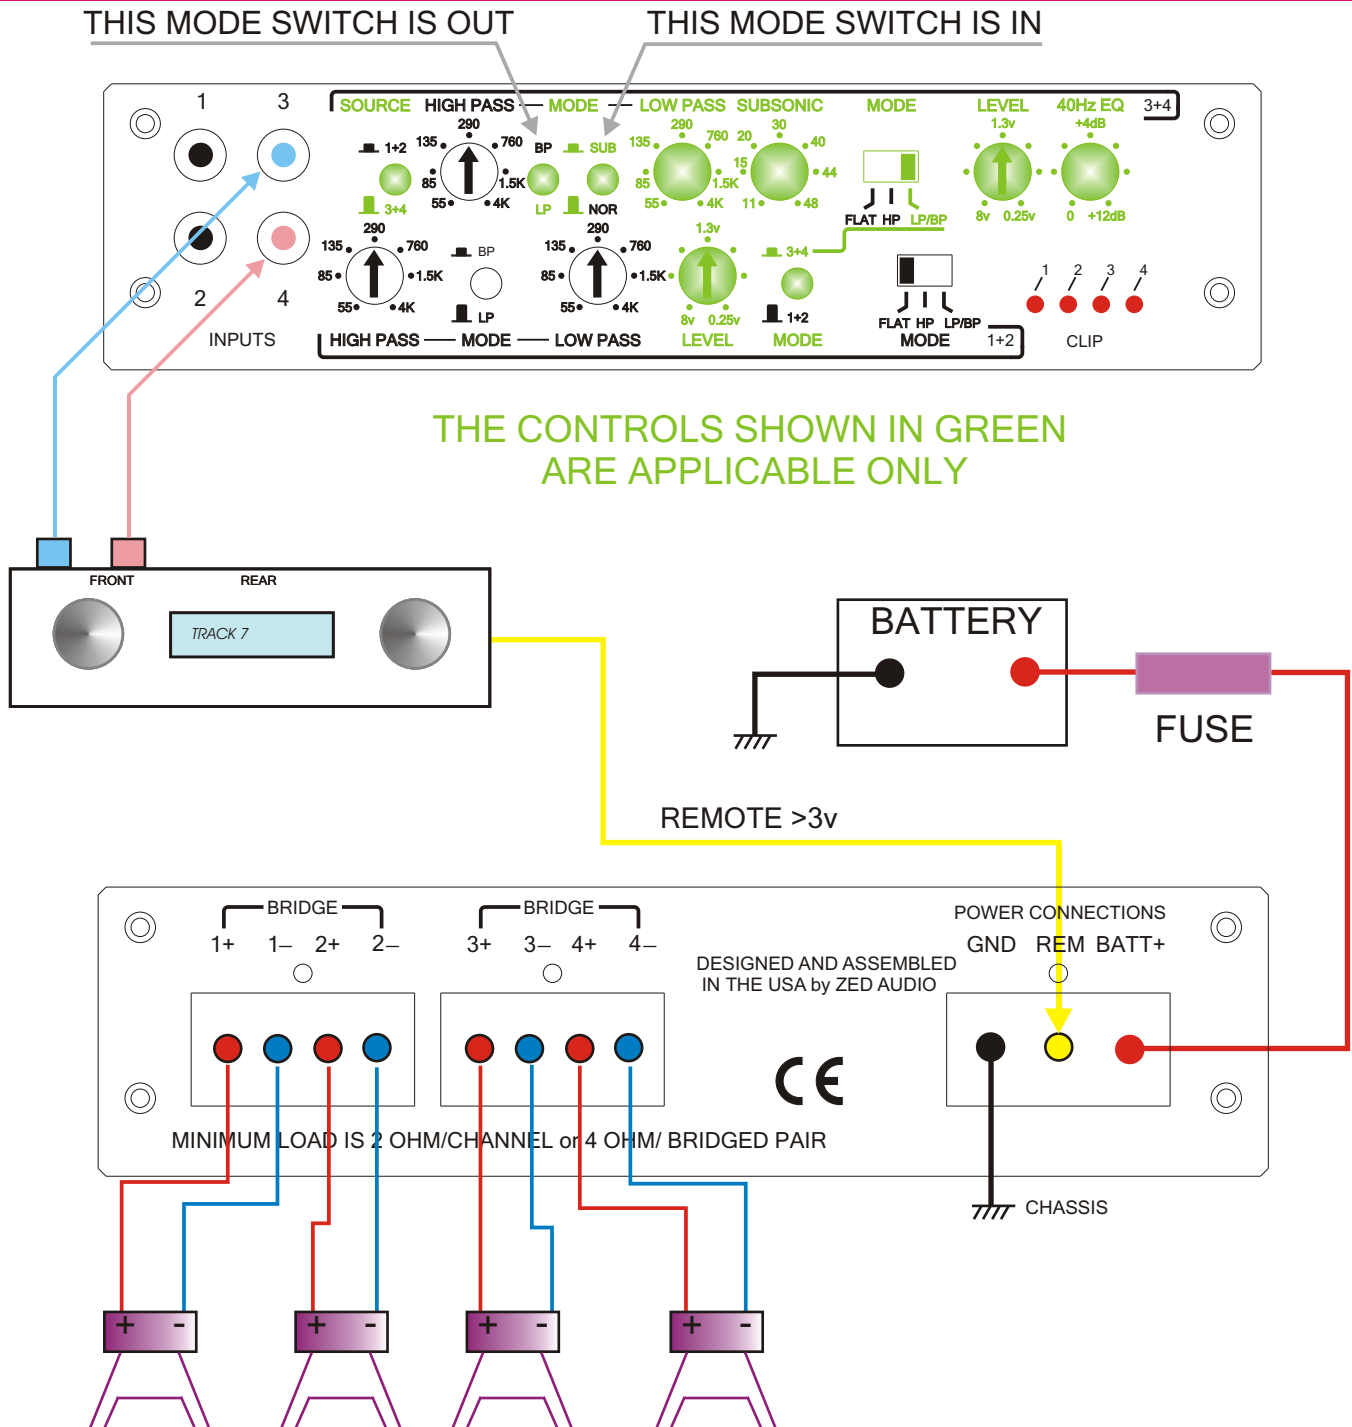 THIS MODE SWITCH IS OUT
THIS MODE SWITCH IS IN
1 3
SOURCE HIGH PASS MODE LOW PASS SUBSONIC MODE LEVEL 40Hz EQ 3+4
290 290 30 1.3v +4dB
135 760 BP SUB 135 760 20 40
1+2
15
85 1.5K 85 1.5K 44
3+4 55 4K LP NOR 55 4K 11 48
FLAT HP LP/BP
8v 0.25v 0 +12dB
290 290 1.3v
135 760 BP 135 760 3+4
85 1.5K 85 1.5K
1 2 3 4
2 4
55 4K LP 55 4K 8v 0.25v 1+2
FLAT HP LP/BP
INPUTS HIGH PASS MODE LOW PASS LEVEL MODE MODE 1+2 CLIP
THE CONTROLS SHOWN IN GREEN
ARE APPLICABLE ONLY
FRONT REAR
TRACK 7
BATTERY
FUSE
REMOTE >3v
BRIDGE BRIDGE
1+ 1– 2+ 2– 3+ 3– 4+ 4–
POWER CONNECTIONS
GND REM BATT+
DESIGNED AND ASSEMBLED
IN THE USA by ZED AUDIO
CE
MINIMUM LOAD IS 2 OHM/CHANNEL or 4 OHM/ BRIDGED PAIR
CHASSIS
+ - + - + - + -